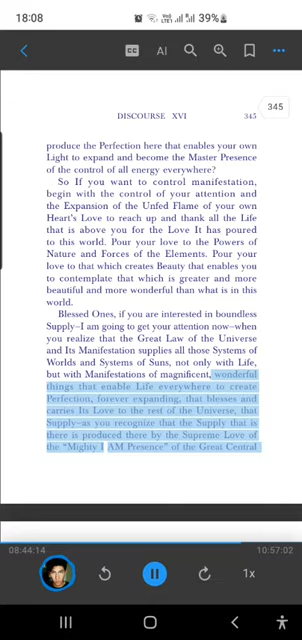 18:08
39%
CC
AI
DISCOURSE XVI 345
345
produce the Perfection here that enables your own
Light to expand and become the Master Presence
of the control of all energy everywhere?
So If you want to control manifestation,
begin with the control of your attention and
the Expansion of the Unfed Flame of your own
Heart's Love to reach up and thank all the Life
that is above you for the Love It has poured
to this world. Pour your love to the Powers of
Nature and Forces of the Elements. Pour your
love to that which creates Beauty that enables you
to contemplate that which is greater and more
beautiful and more wonderful than what is in this
world.
Blessed Ones, if you are interested in boundless
Supply—I am going to get your attention now—when
you realize that the Great Law of the Universe
and Its Manifestation supplies all those Systems of
Worlds and Systems of Suns, not only with Life,
but with Manifestations of magnificent, wonderful
things that enable Life everywhere to create
Perfection, forever expanding, that blesses and
carries Its Love to the rest of the Universe, that
Supply—as you recognize that the Supply that is
there is produced there by the Supreme Love of
the "Mighty I AM Presence" of the Great Central
08:44:14 10:57:02
1x